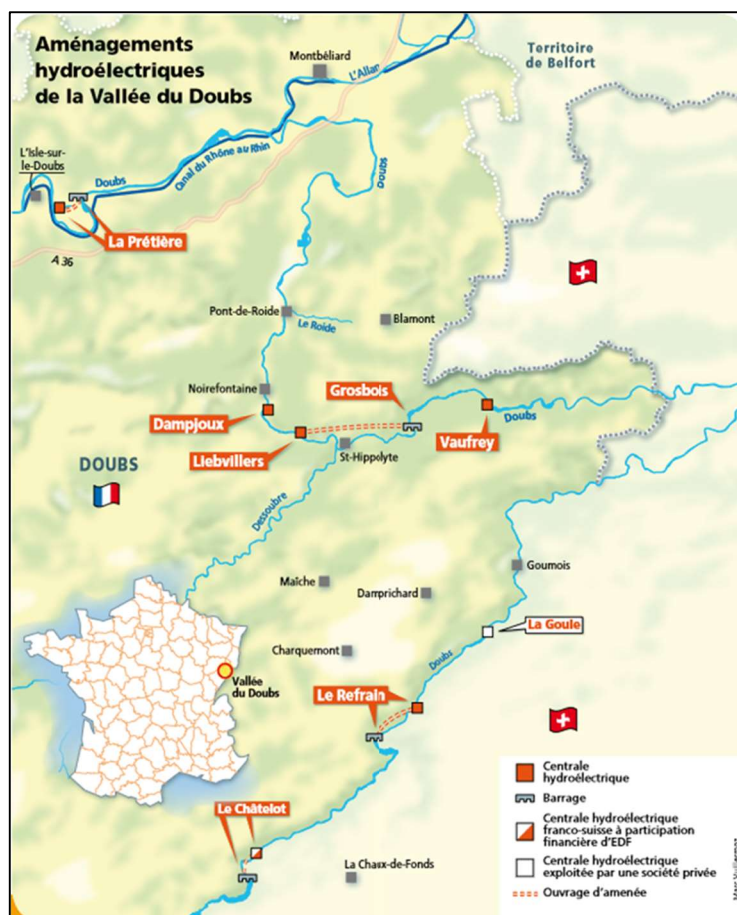 Aménagements
hydroélectriques
de la Vallée du Doubs
Montbéliard
L'Allan
Territoire
de Belfort
L'Isle-sur-
le-Doubs
Doubs
Canal du Rhône au Rhin
Doubs
La Prétière
A 36
Pont-de-Roide
Le Roide
Blamont
Noirefontaine
Grosbois
Dampjoux
Doubs
Liebvillers
Vaufrey
St-Hippolyte
DOUBS
Dessoubre
Goumois
Maîche
Damprichard
La Goule
Charquemont
Doubs
Vallée
du Doubs
Le Refrain
Le Châtelot
La Chaux-de-Fonds
Centrale
hydroélectrique
Barrage
Centrale hydroélectrique
franco-suisse à participation
financière d'EDF
Centrale hydroélectrique
exploitée par une société privée
Ouvrage d'amenée